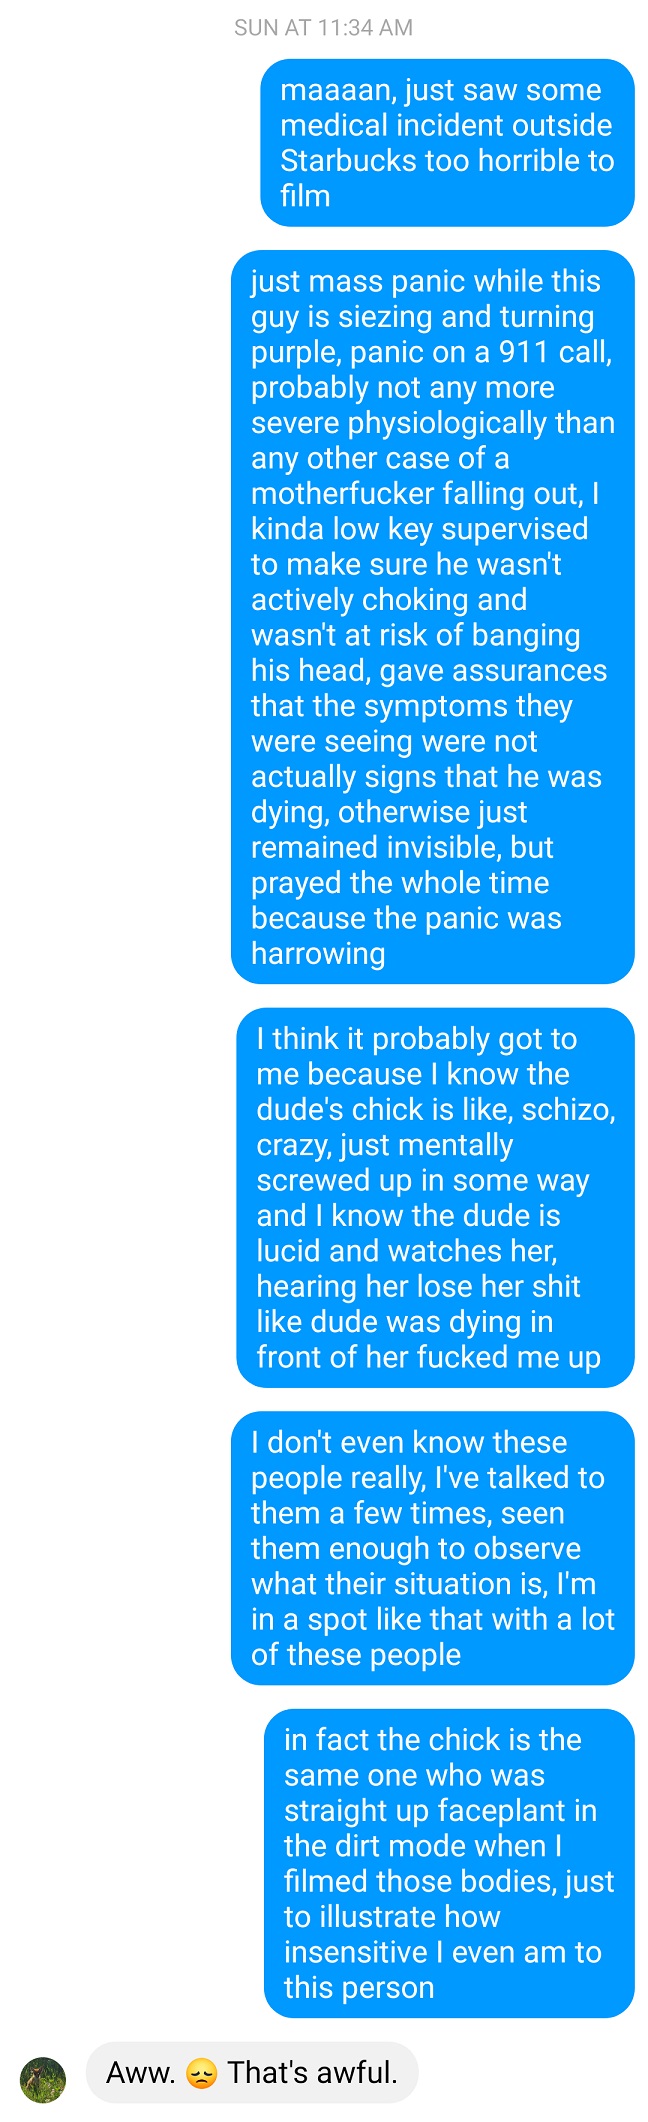 SUN AT 11:34 AM
maaaan, just saw some
medical incident outside
Starbucks too horrible to
film
just mass panic while this
guy is siezing and turning
purple, panic on a 911 call,
probably not any more
severe physiologically than
any other case of a
motherfucker falling out, I
kinda low key supervised
to make sure he wasn't
actively choking and
wasn't at risk of banging
his head, gave assurances
that the symptoms they
were seeing were not
actually signs that he was
dying, otherwise just
remained invisible, but
prayed the whole time
because the panic was
harrowing
I think it probably got to
me because I know the
dude's chick is like, schizo,
crazy, just mentally
screwed up in some way
and I know the dude is
lucid and watches her,
hearing her lose her shit
like dude was dying in
front of her fucked me up
I don't even know these
people really, I've talked to
them a few times, seen
them enough to observe
what their situation is, I'm
in a spot like that with a lot
of these people
in fact the chick is the
same one who was
straight up faceplant in
the dirt mode when I
filmed those bodies, just
to illustrate how
insensitive I even am to
this person
Aww. 😞 That's awful.